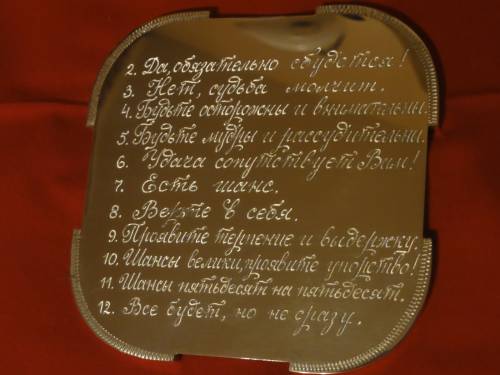 2. Да, обязательно сбудется!
3. Нет, судьба молчит.
4. Будьте осторожны и внимательны.
5. Будьте мудры и рассудительны.
6. Удача сопутствует Вам!
7. Есть шанс.
8. Верьте в себя.
9. Проявите терпение и выдержку.
10. Шансы велики, проявите упорство!
11. Шансы пятьдесят на пятьдесят.
12. Все будет, но не сразу.